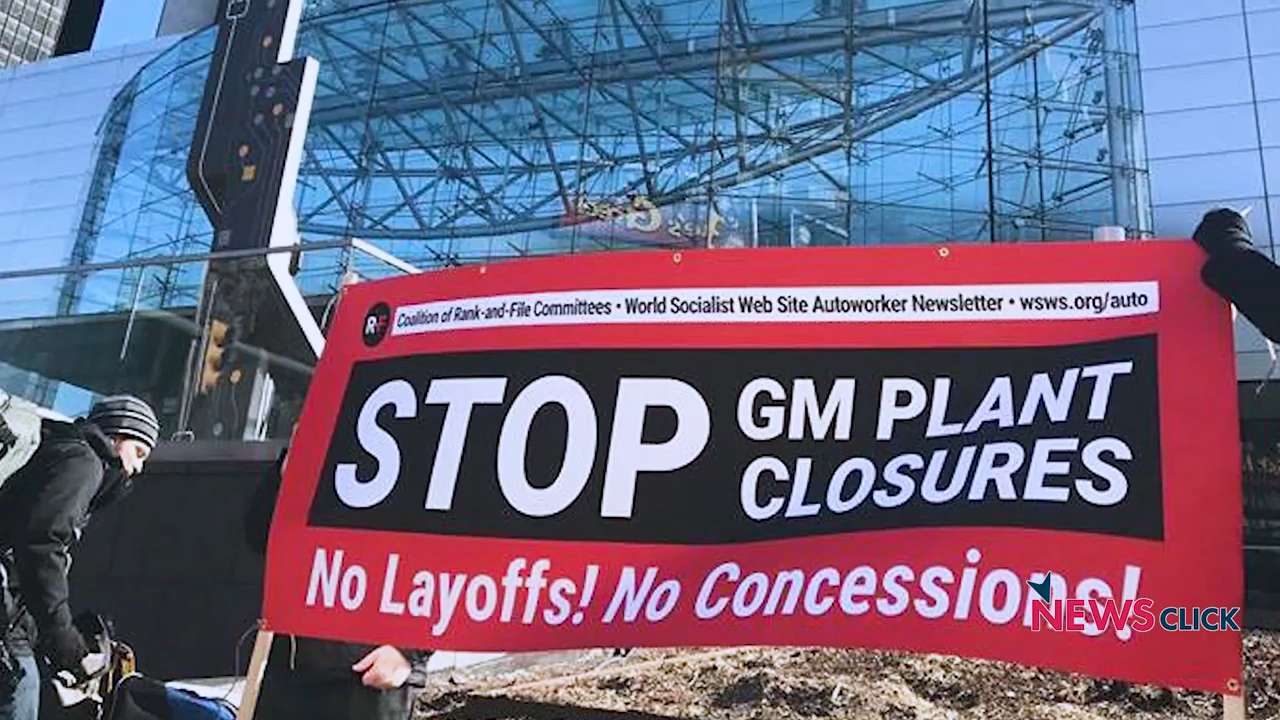 Coalition of Rank-and-File Committees • World Socialist Web Site Autoworker Newsletter • wsws.org/auto
STOP GM PLANT
CLOSURES
No Layoffs! No Concessions!
NEWSCLICK